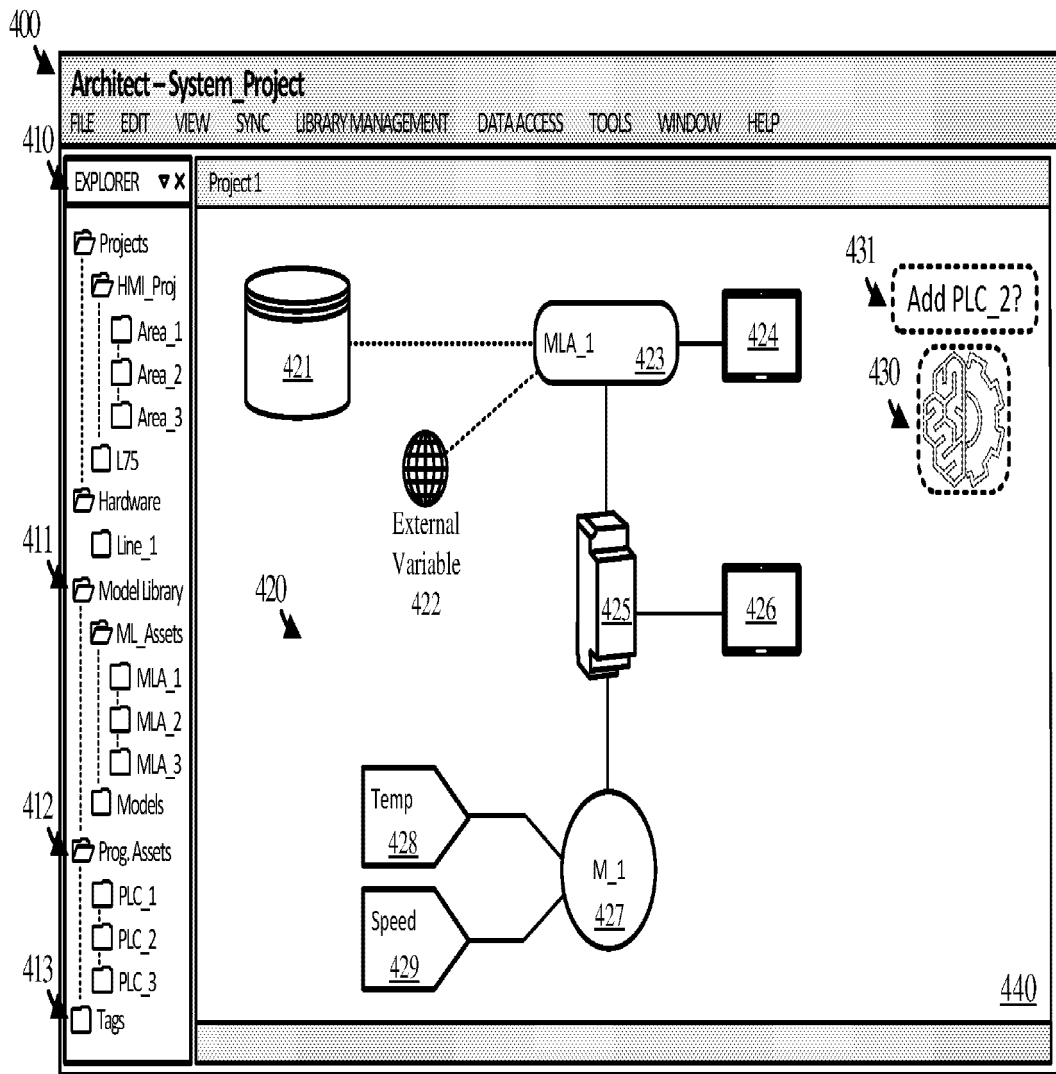 400
Architect – System_Project
FILE EDIT VIEW SYNC LIBRARY MANAGEMENT DATA ACCESS TOOLS WINDOW HELP
410
EXPLORER
Project 1
Projects
HMI_Proj
Area_1
Area_2
Area_3
L75
Hardware
Line_1
411
Model Library
ML_Assets
MLA_1
MLA_2
MLA_3
Models
412
Prog. Assets
PLC_1
PLC_2
PLC_3
413
Tags
421
MLA_1
423
424
431
Add PLC_2?
430
External
Variable
422
420
425
426
Temp
428
M_1
427
Speed
429
440